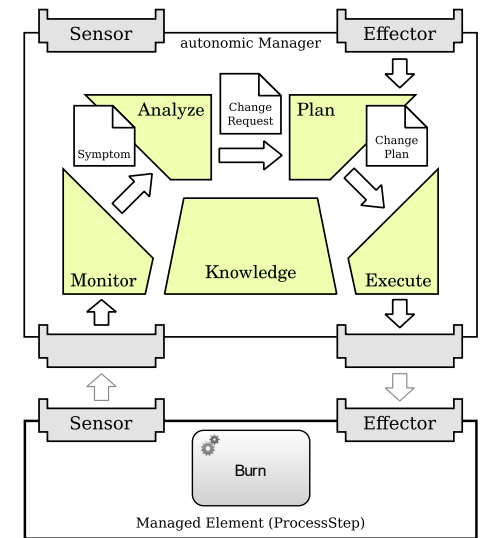 Sensor
Effector
autonomic Manager
Analyze
Change
Request
Plan
Symptom
Change
Plan
Monitor
Knowledge
Execute
Sensor
Effector
Burn
Managed Element (ProcessStep)